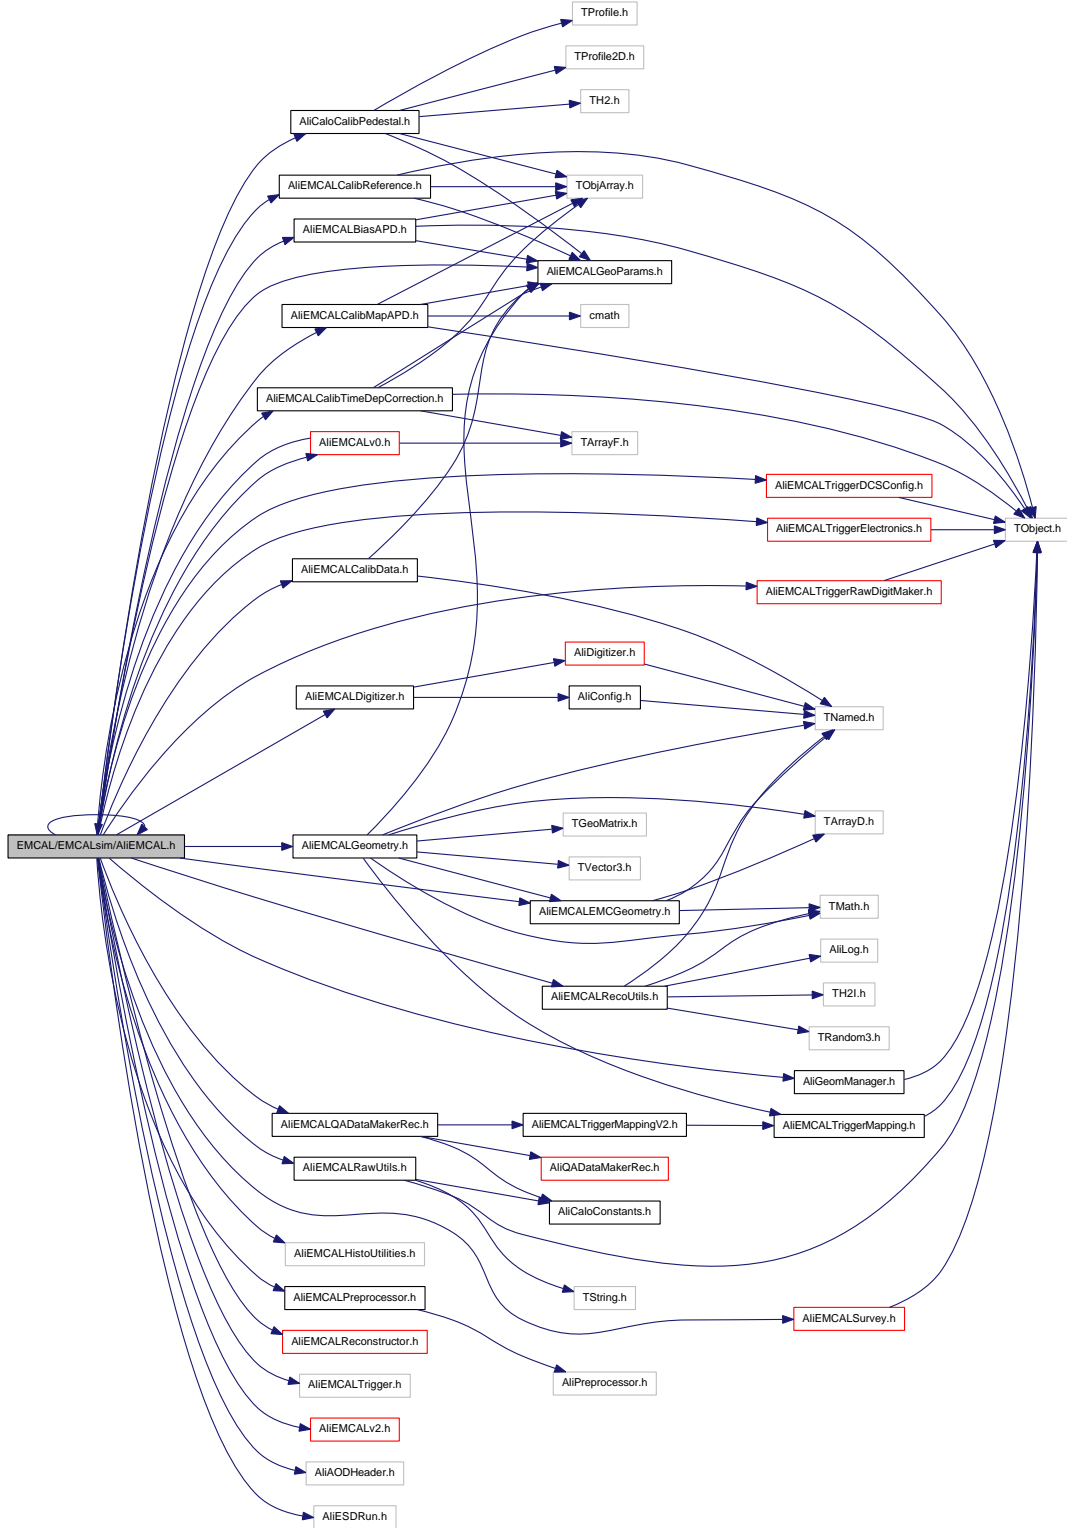 TProfile.h
TProfile2D.h
TH2.h
AliCaloCalibPedestal.h
AliEMCALCalibReference.h
TObjArray.h
AliEMCALBiasAPD.h
AliEMCALGeoParams.h
AliEMCALCalibMapAPD.h
cmath
AliEMCALCalibTimeDepCorrection.h
AliEMCALv0.h
TArrayF.h
AliEMCALTriggerDCSConfig.h
AliEMCALTriggerElectronics.h
TObject.h
AliEMCALCalibData.h
AliEMCALTriggerRawDigitMaker.h
AliDigitizer.h
AliEMCALDigitizer.h
AliConfig.h
TNamed.h
TGeoMatrix.h
TArrayD.h
EMCAL/EMCALsim/AliEMCAL.h
AliEMCALGeometry.h
TVector3.h
AliEMCALEMCGeometry.h
TMath.h
AliLog.h
AliEMCALRecoUtils.h
TH2I.h
TRandom3.h
AliGeomManager.h
AliEMCALQADataMakerRec.h
AliEMCALTriggerMappingV2.h
AliEMCALTriggerMapping.h
AliEMCALRawUtils.h
AliQADataMakerRec.h
AliCaloConstants.h
AliEMCALHistoUtilities.h
AliEMCALPreprocessor.h
TString.h
AliEMCALSurvey.h
AliEMCALReconstructor.h
AliEMCALTrigger.h
AliPreprocessor.h
AliEMCALv2.h
AliAODHeader.h
AliESDRun.h